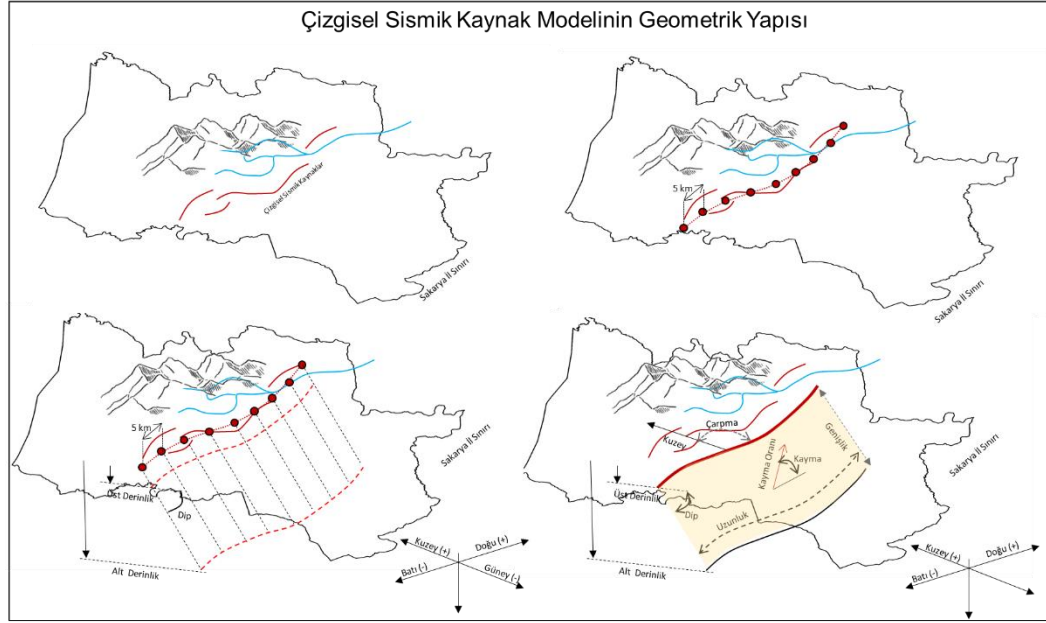 Çizgisel Sismik Kaynak Modelinin Geometrik Yapısı
Çizgisel Sismik Kaynaklar
Sakarya İl Sınırı
5 km
Sakarya İl Sınırı
5 km
Üst Derinlik
Dip
Alt Derinlik
Sakarya İl Sınırı
Kuzey (+)
Doğu (+)
Batı (-)
Güney (-)
Kuzey
Çarpma
Genişlik
Kayma Oranı
Kayma
Üst Derinlik
Dip
Uzunluk
Alt Derinlik
Sakarya İl Sınırı
Kuzey (+)
Doğu (+)
Batı (-)